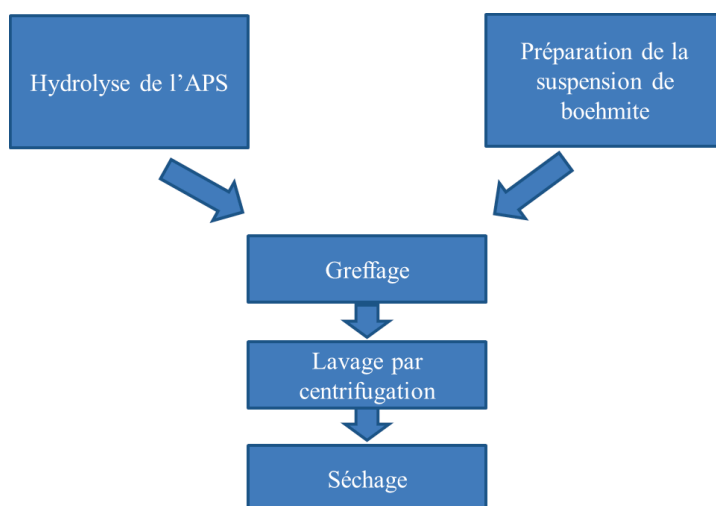 Hydrolyse de l’APS
Préparation de la
suspension de
boehmite
Greffage
Lavage par
centrifugation
Séchage